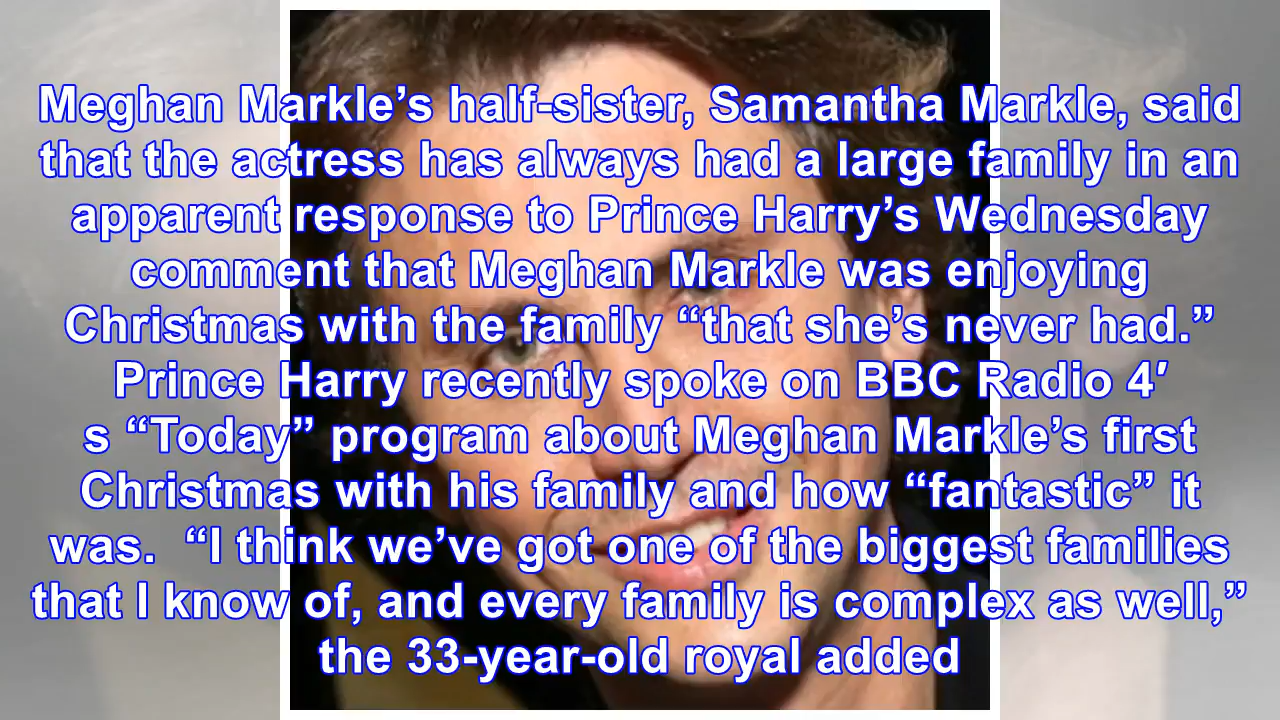 Meghan Markle’s half-sister, Samantha Markle, said
that the actress has always had a large family in an
apparent response to Prince Harry’s Wednesday
comment that Meghan Markle was enjoying
Christmas with the family “that she’s never had.”
Prince Harry recently spoke on BBC Radio 4′
s “Today” program about Meghan Markle’s first
Christmas with his family and how “fantastic” it
was.  “I think we’ve got one of the biggest families
that I know of, and every family is complex as well,”
the 33-year-old royal added